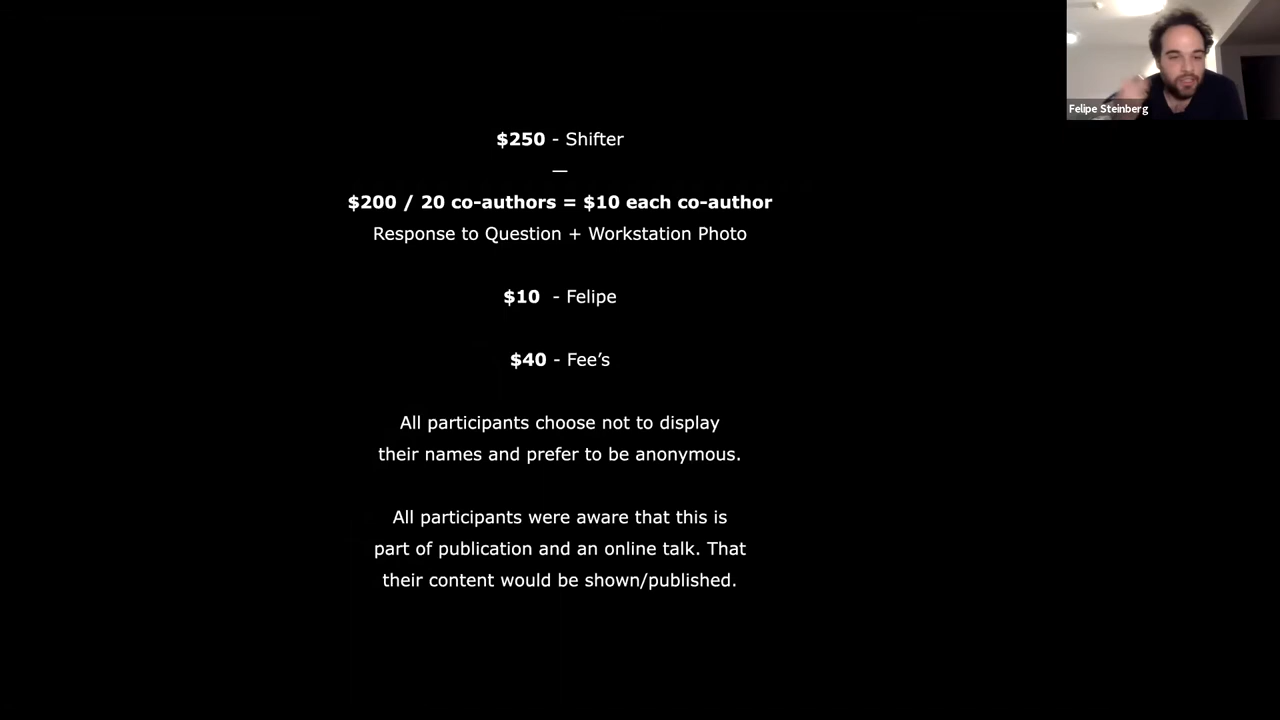 $250 - Shifter
—
$200 / 20 co-authors = $10 each co-author
Response to Question + Workstation Photo
$10 - Felipe
$40 - Fee’s
All participants choose not to display
their names and prefer to be anonymous.
All participants were aware that this is
part of publication and an online talk. That
their content would be shown/published.
Felipe Steinberg